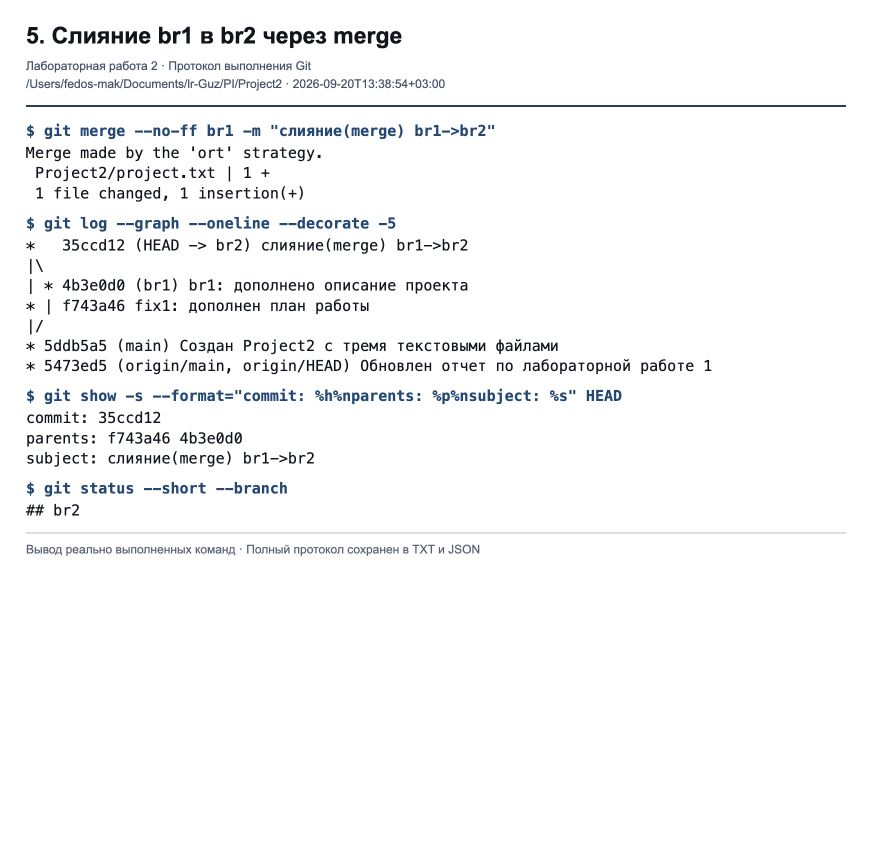 5. Слияние br1 в br2 через merge
Лабораторная работа 2 · Протокол выполнения Git
/Users/fedos-mak/Documents/lr-Guz/PI/Project2 · 2026-09-20T13:38:54+03:00
$ git merge --no-ff br1 -m "слияние(merge) br1->br2"
Merge made by the 'ort' strategy.
 Project2/project.txt | 1 +
 1 file changed, 1 insertion(+)
$ git log --graph --oneline --decorate -5
*   35ccd12 (HEAD -> br2) слияние(merge) br1->br2
|\
| * 4b3e0d0 (br1) br1: дополнено описание проекта
* | f743a46 fix1: дополнен план работы
|/
* 5ddb5a5 (main) Создан Project2 с тремя текстовыми файлами
* 5473ed5 (origin/main, origin/HEAD) Обновлен отчет по лабораторной работе 1
$ git show -s --format="commit: %h%nparents: %p%nsubject: %s" HEAD
commit: 35ccd12
parents: f743a46 4b3e0d0
subject: слияние(merge) br1->br2
$ git status --short --branch
## br2
Вывод реально выполненных команд · Полный протокол сохранен в TXT и JSON